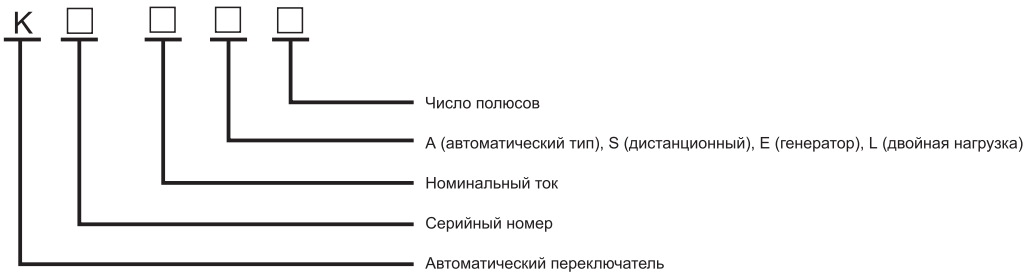 K □ □ □ □
Число полюсов
A (автоматический тип), S (дистанционный), E (генератор), L (двойная нагрузка)
Номинальный ток
Серийный номер
Автоматический переключатель